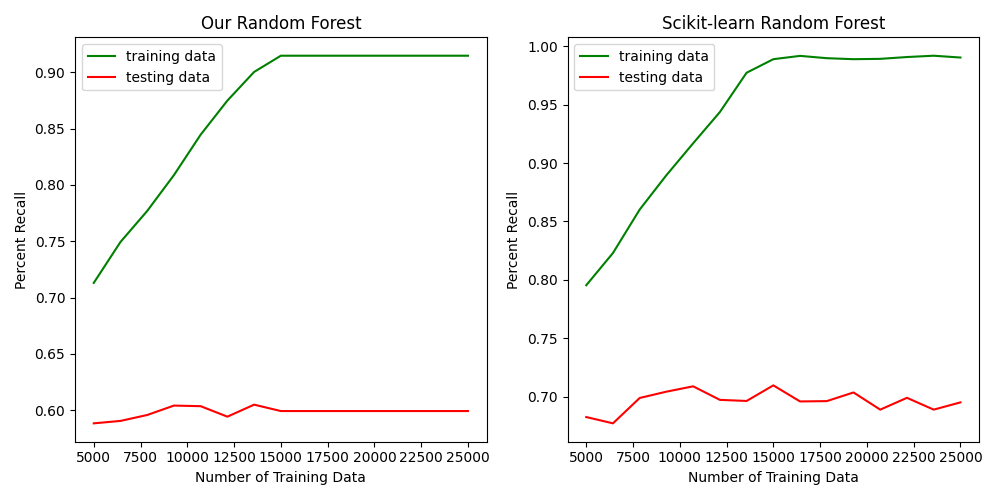 Our Random Forest
training data
testing data
0.90
0.85
0.80
0.75
0.70
0.65
0.60
Percent Recall
5000 7500 10000 12500 15000 17500 20000 22500 25000
Number of Training Data
Scikit-learn Random Forest
training data
testing data
1.00
0.95
0.90
0.85
0.80
0.75
0.70
Percent Recall
5000 7500 10000 12500 15000 17500 20000 22500 25000
Number of Training Data